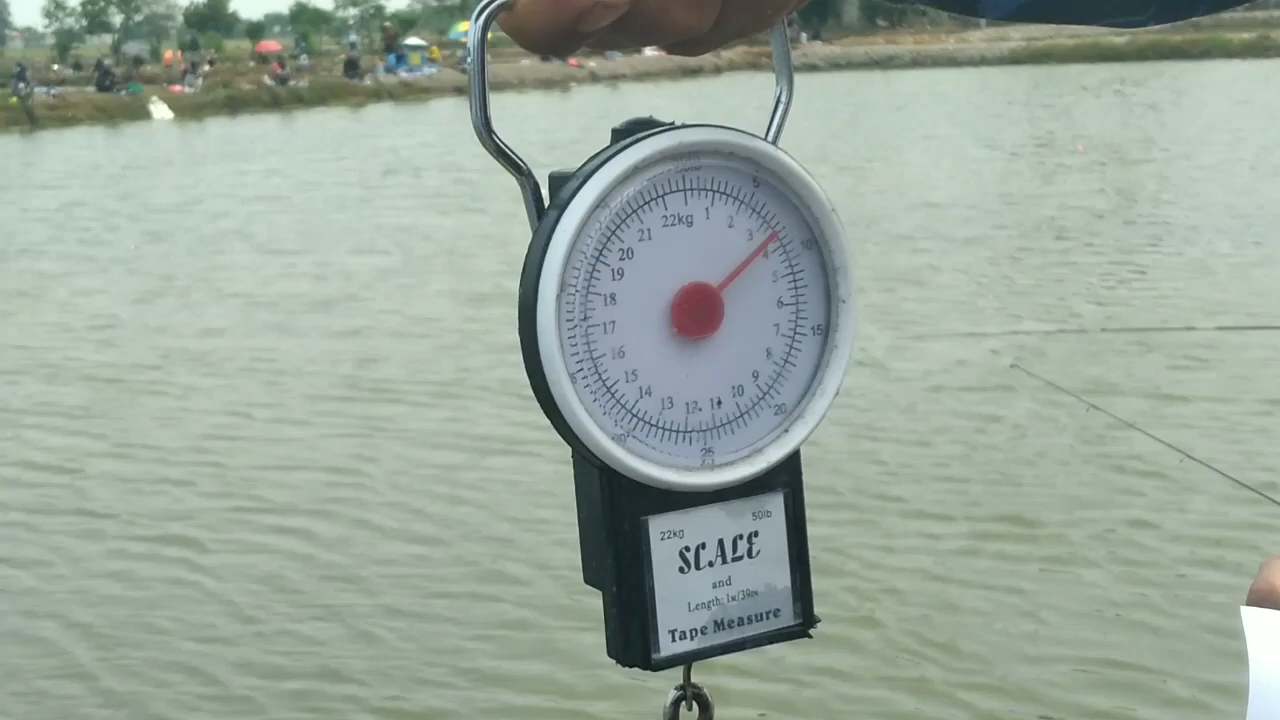 5
22kg 1 2 3 4 5 6 7 8 9 10 11 12 13 14 15 16 17 18 19 20 21
10
15
20
25
22kg 50lb
SCALE
and
Length: 1M/39IN
Tape Measure